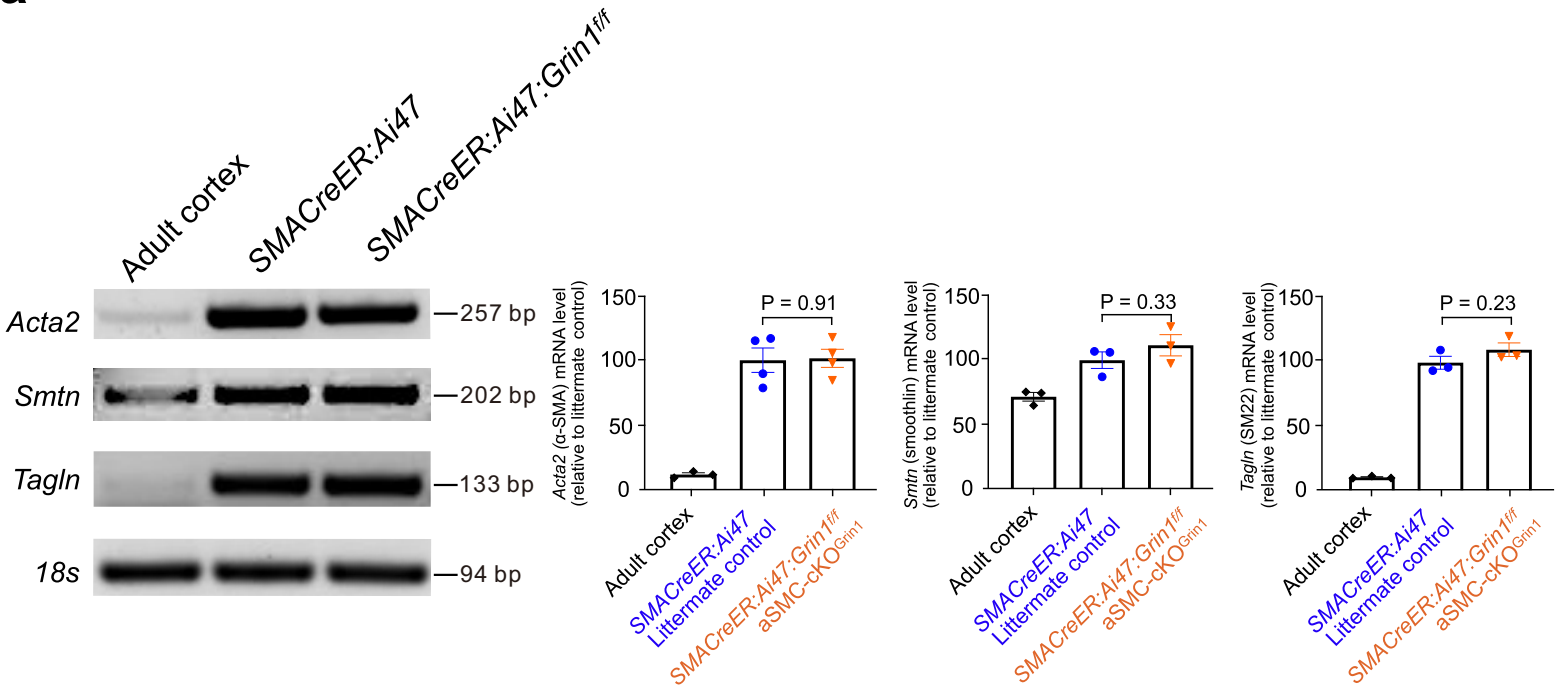 a
Adult cortex
SMACreER:Ai47
SMACreER:Ai47:Grin1f/f
Acta2
257 bp
Smtn
202 bp
Tagln
133 bp
18s
94 bp
Acta2 (α-SMA) mRNA level
(relative to littermate control)
150
100
50
0
P = 0.91
Adult cortex
SMACreER:Ai47
Littermate control
SMACreER:Ai47:Grin1f/f
aSMC-cKOGrin1
Smtn (smoothlin) mRNA level
(relative to littermate control)
150
100
50
0
P = 0.33
Adult cortex
SMACreER:Ai47
Littermate control
SMACreER:Ai47:Grin1f/f
aSMC-cKOGrin1
Tagln (SM22) mRNA level
(relative to littermate control)
150
100
50
0
P = 0.23
Adult cortex
SMACreER:Ai47
Littermate control
SMACreER:Ai47:Grin1f/f
aSMC-cKOGrin1